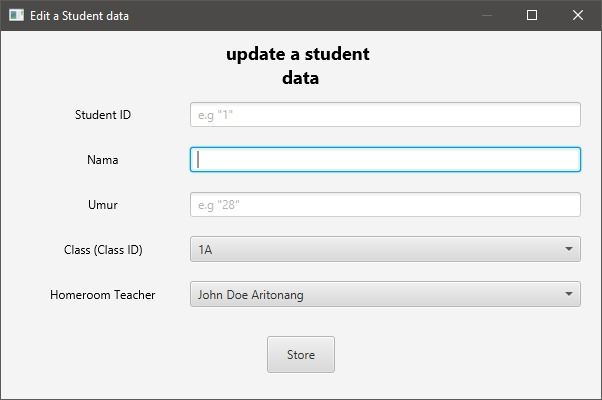 Edit a Student data
update a student
data
Student ID
e.g "1"
Nama
Umur
e.g "28"
Class (Class ID)
1A
Homeroom Teacher
John Doe Aritonang
Store